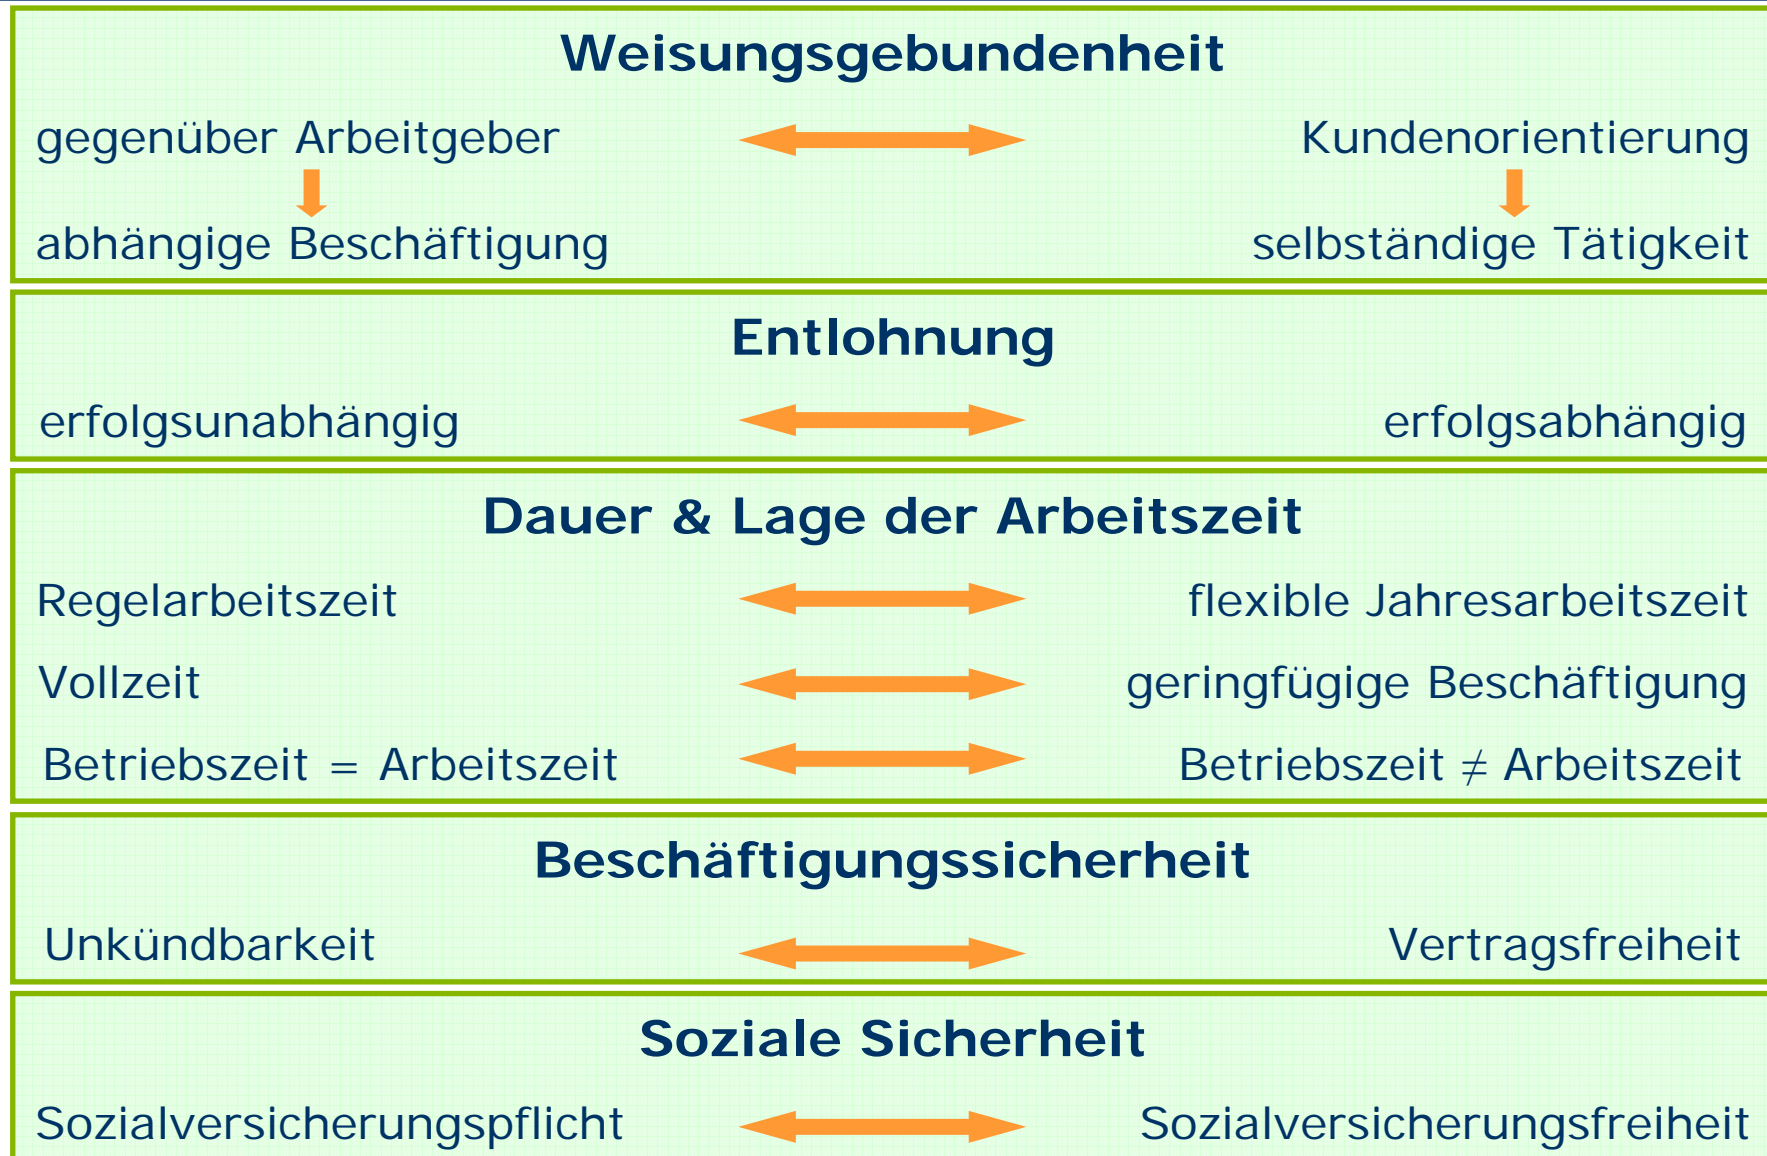 Weisungsgebundenheit
gegenüber Arbeitgeber Kundenorientierung
abhängige Beschäftigung selbständige Tätigkeit
Entlohnung
erfolgsunabhängig erfolgsabhängig
Dauer & Lage der Arbeitszeit
Regelarbeitszeit flexible Jahresarbeitszeit
Vollzeit geringfügige Beschäftigung
Betriebszeit = Arbeitszeit Betriebszeit ≠ Arbeitszeit
Beschäftigungssicherheit
Unkündbarkeit Vertragsfreiheit
Soziale Sicherheit
Sozialversicherungspflicht Sozialversicherungsfreiheit